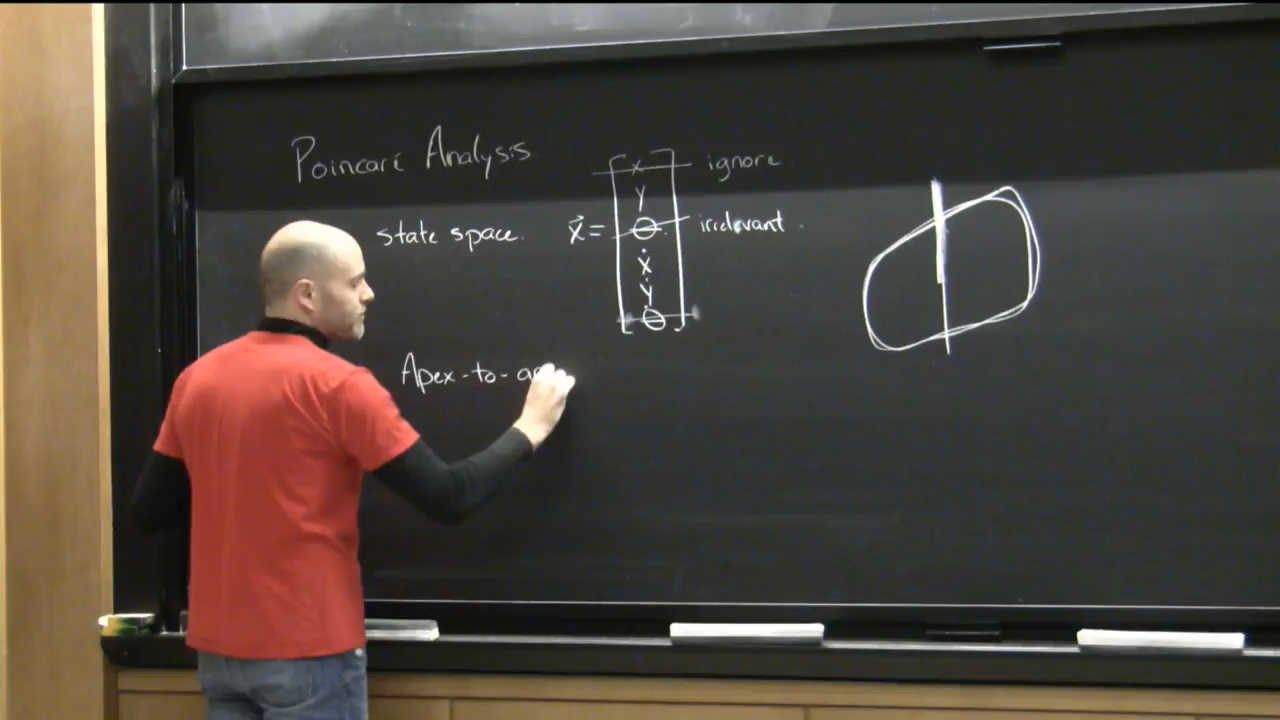 Poincaré Analysis
x ignore
y
state space. x⃗ = θ irrelevant.
ẋ
ẏ
θ̇
Apex-to-